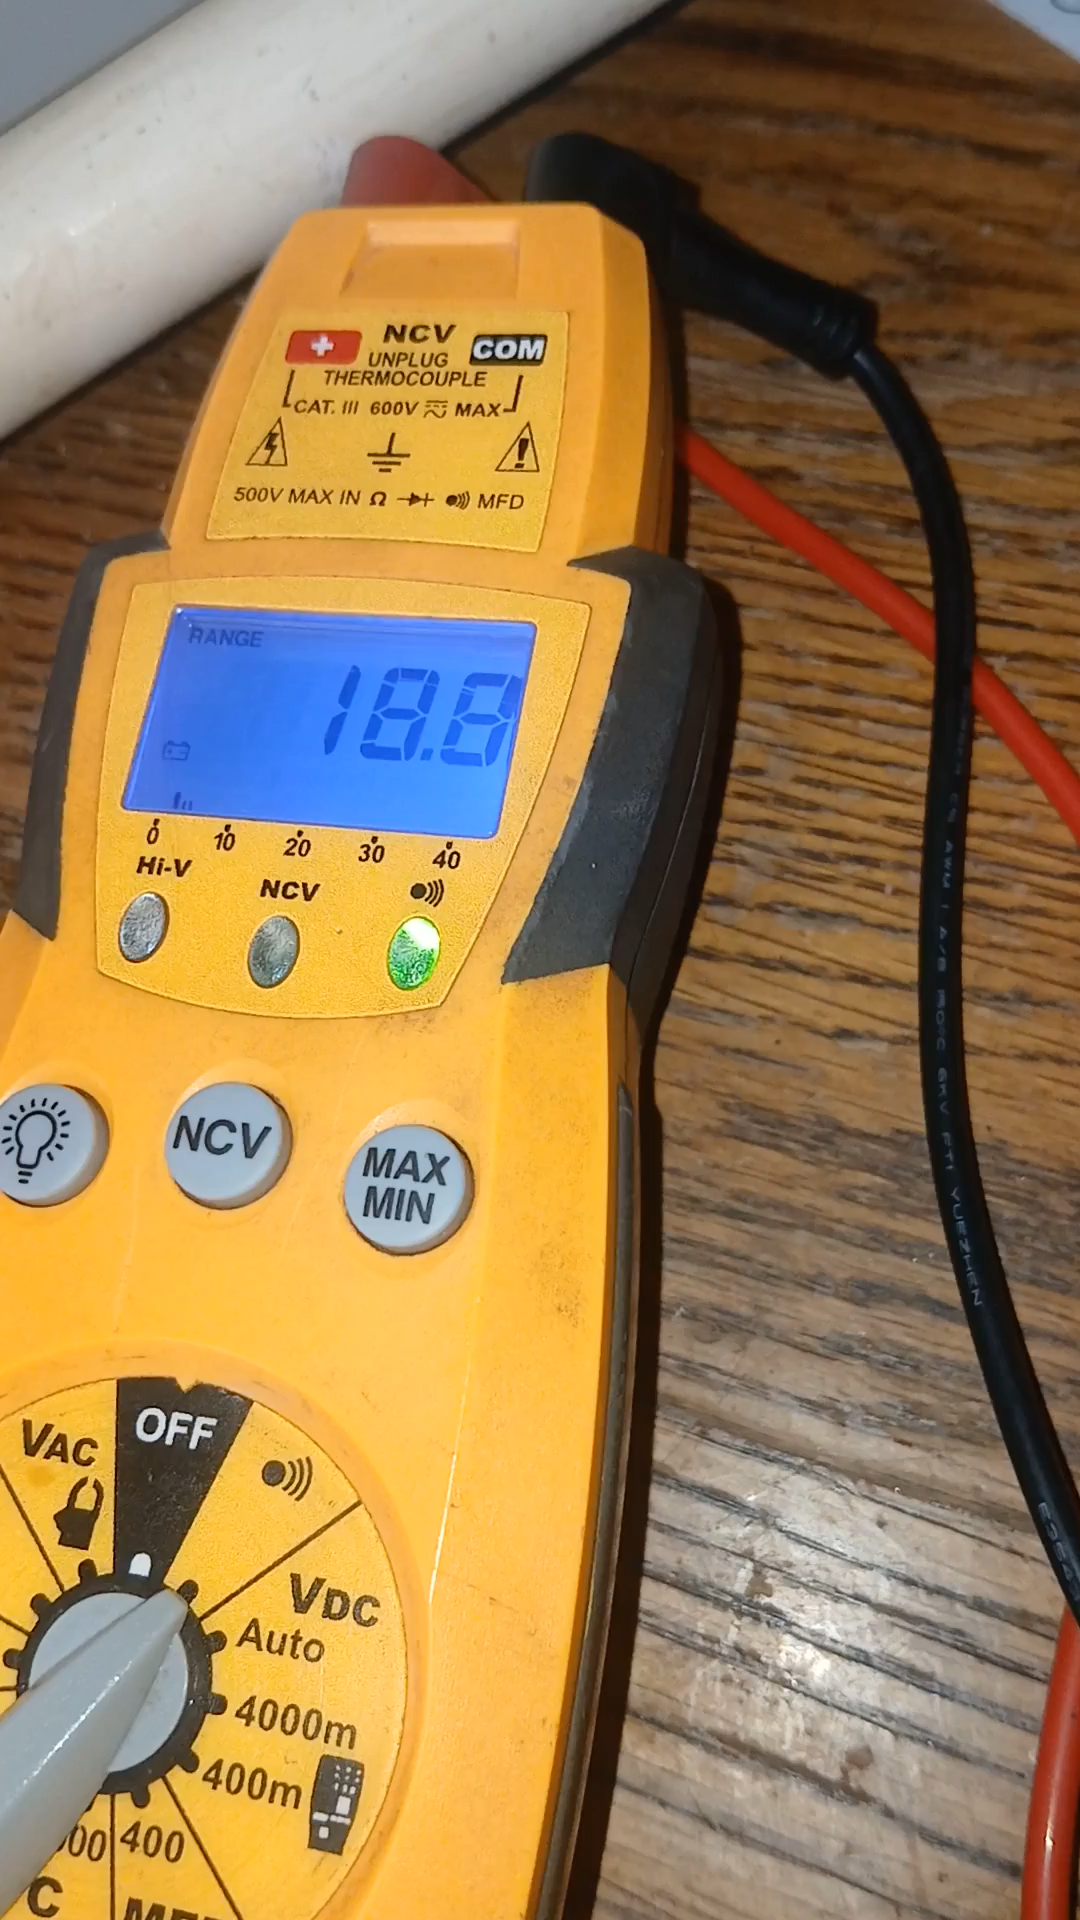 NCV
COM
UNPLUG
THERMOCOUPLE
CAT. III 600V MAX
500V MAX IN Ω MFD
RANGE
18.8
0 10 20 30 40
Hi-V
NCV
NCV
MAX
MIN
OFF
VAC
VDC
Auto
4000m
400m
400